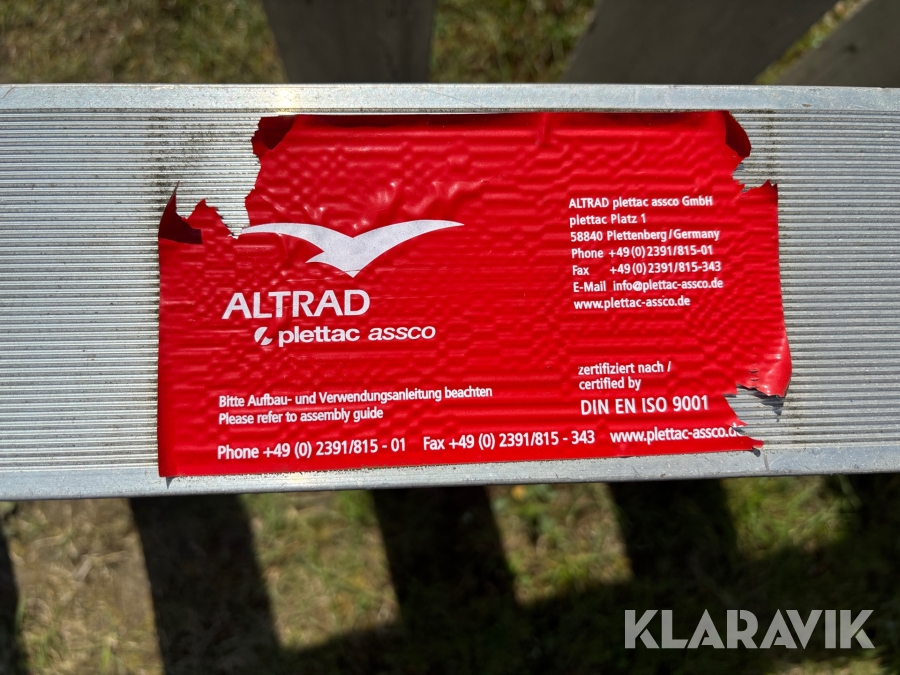 ALTRAD plettac assco GmbH
plettac Platz 1
58840 Plettenberg/Germany
Phone +49 (0) 2391/815-01
Fax +49 (0) 2391/815-343
E-Mail info@plettac-assco.de
www.plettac-assco.de
ALTRAD
plettac assco
zertifiziert nach /
certified by
DIN EN ISO 9001
Bitte Aufbau- und Verwendungsanleitung beachten
Please refer to assembly guide
Phone +49 (0) 2391/815 - 01 Fax +49 (0) 2391/815 - 343 www.plettac-assco.de
KLARAVIK